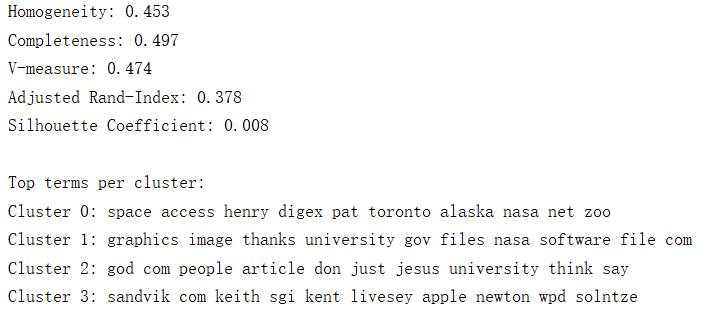 Homogeneity: 0.453
Completeness: 0.497
V-measure: 0.474
Adjusted Rand-Index: 0.378
Silhouette Coefficient: 0.008
Top terms per cluster:
Cluster 0: space access henry digex pat toronto alaska nasa net zoo
Cluster 1: graphics image thanks university gov files nasa software file com
Cluster 2: god com people article don just jesus university think say
Cluster 3: sandvik com keith sgi kent livesey apple newton wpd solntze